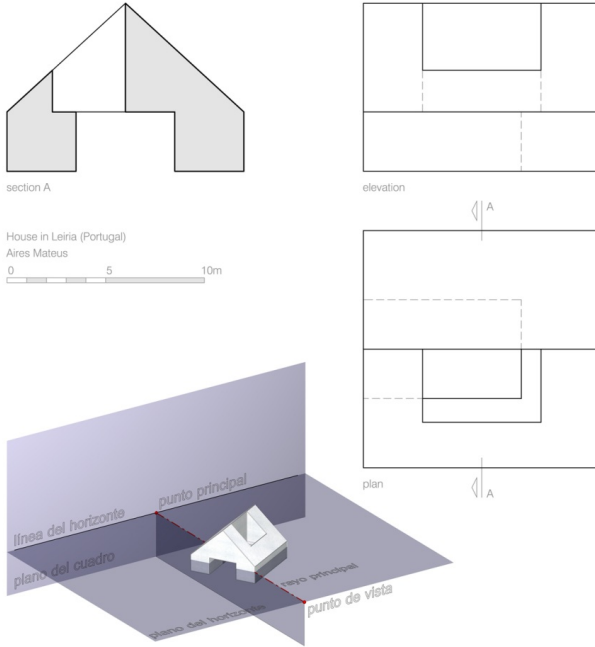 section A
elevation
A
House in Leiria (Portugal)
Aires Mateus
0 5 10m
plan
A
punto principal
línea del horizonte
plano del cuadro
rayo principal
punto de vista
plano del horizonte